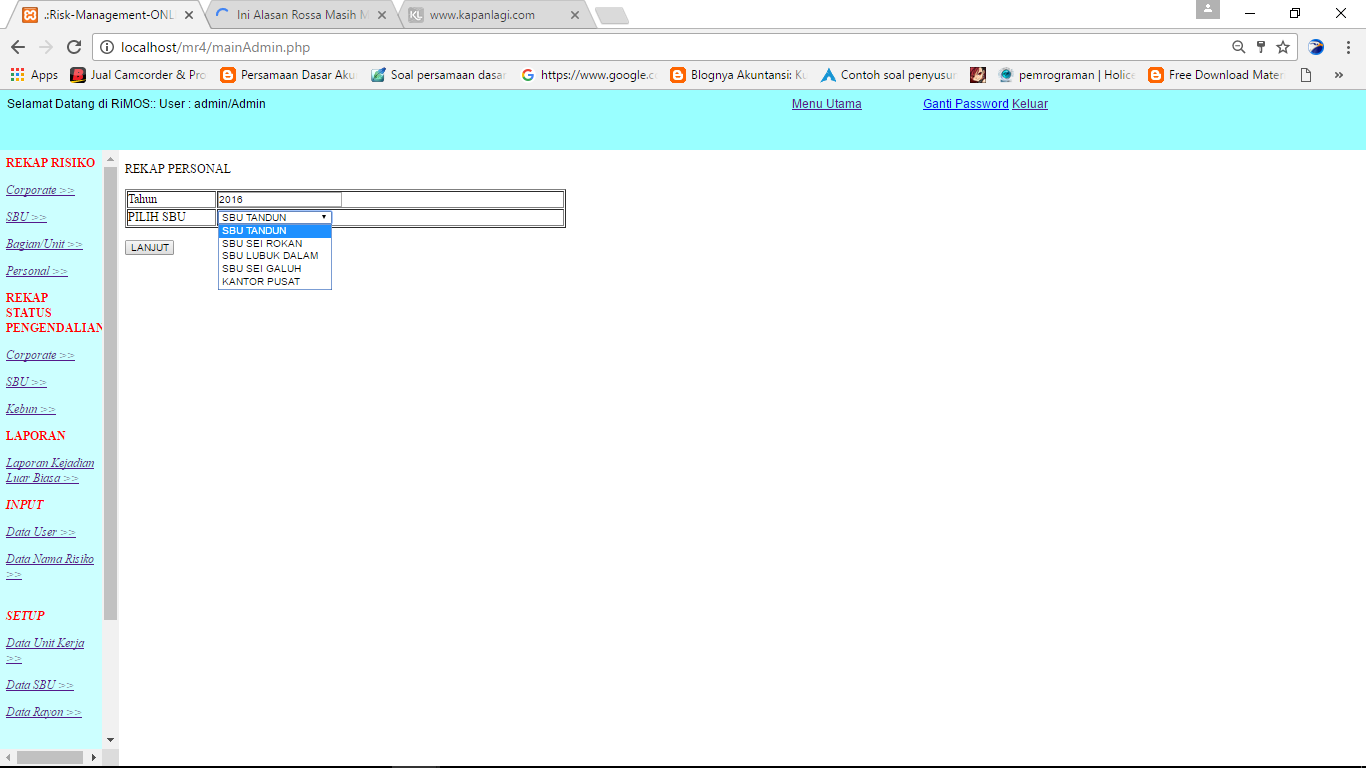 .:Risk-Management-ONL
Ini Alasan Rossa Masih M
www.kapanlagi.com
localhost/mr4/mainAdmin.php
Apps
Jual Camcorder & Pro
Persamaan Dasar Aku
Soal persamaan dasar
https://www.google.c
Blognya Akuntansi: Ku
Contoh soal penyusun
pemrograman | Holice
Free Download Mater
»
Selamat Datang di RiMOS:: User : admin/Admin
Menu Utama
Ganti Password Keluar
REKAP RISIKO
Corporate >>
SBU >>
Bagian/Unit >>
Personal >>
REKAP
STATUS
PENGENDALIAN
Corporate >>
SBU >>
Kebun >>
LAPORAN
Laporan Kejadian
Luar Biasa >>
INPUT
Data User >>
Data Nama Risiko
>>
SETUP
Data Unit Kerja
>>
Data SBU >>
Data Rayon >>
REKAP PERSONAL
Tahun 2016
PILIH SBU SBU TANDUN
SBU TANDUN
SBU SEI ROKAN
SBU LUBUK DALAM
SBU SEI GALUH
KANTOR PUSAT
LANJUT